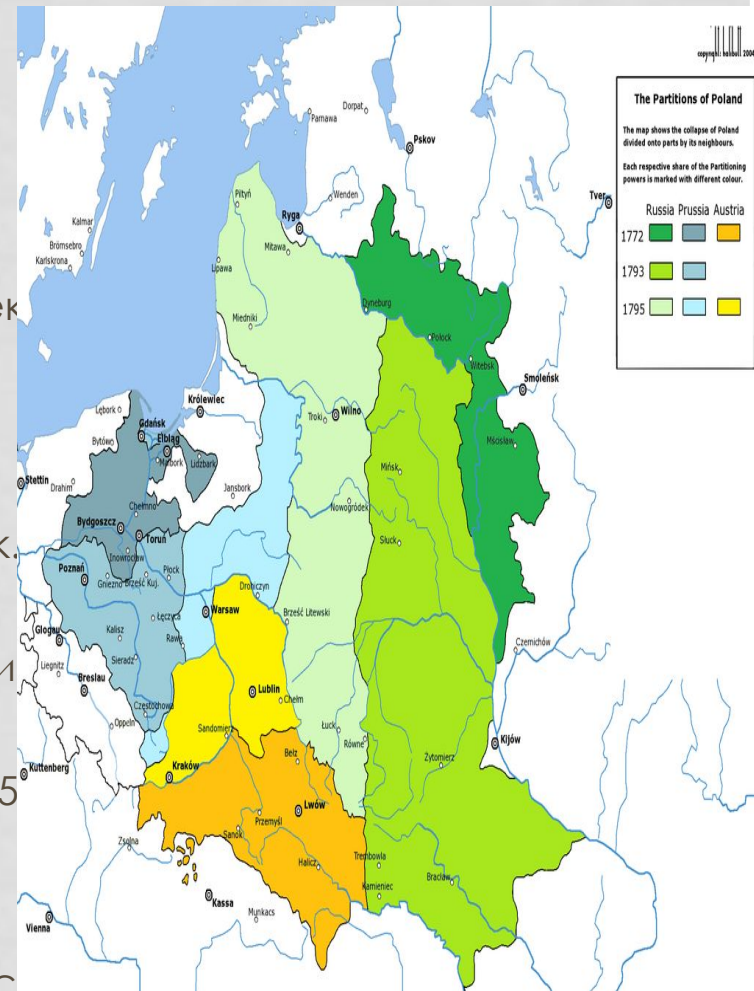 copyright: halibutt 2004
The Partitions of Poland
The map shows the collapse of Poland
divided onto parts by its neighbours.
Each respective share of the Partitioning
powers is marked with different colour.
Russia Prussia Austria
1772
1793
1795
Parnawa
Dorpat
Pskov
Tver
Piltyń
Wenden
Ryga
Kalmar
Brömsebro
Karlskrona
Mitawa
Lipawa
Dyneburg
Miedniki
Połock
Witebsk
Smoleńsk
Królewiec
Lębork
Gdańsk
Troki
Wilno
Bytów
Elbląg
Malbork
Lidzbark
Mścisław
Stettin
Drahim
Jansbork
Mińsk
Chełmno
Nowogródek
Bydgoszcz
Toruń
Słuck
Inowrocław
Poznań
Gniezno
Brześć Kuj.
Płock
Drohiczyn
Warsaw
Brześć Litewski
Łęczyca
Kalisz
Rawa
Glogau
Sieradz
Czernichów
Liegnitz
Breslau
Lublin
Chełm
Częstochowa
Oppeln
Sandomierz
Łuck
Równe
Kijów
Bełz
Żytomierz
Kuttenberg
Kraków
Lwów
Przemyśl
Sanok
Zsolna
Halicz
Trembowla
Bracław
Kamieniec
Kassa
Munkacs
Vienna